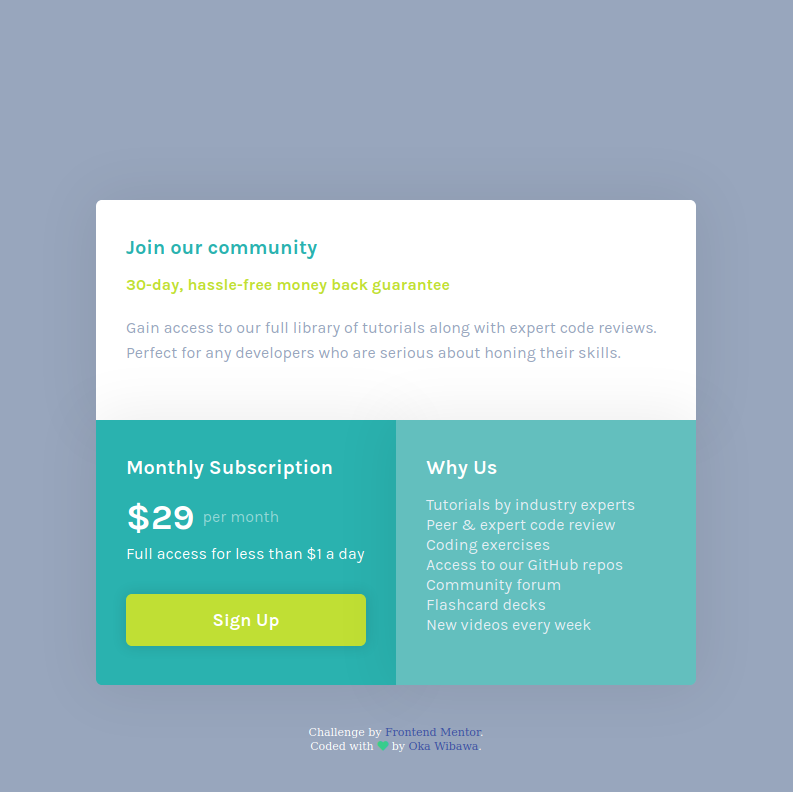 Join our community
30-day, hassle-free money back guarantee
Gain access to our full library of tutorials along with expert code reviews.
Perfect for any developers who are serious about honing their skills.
Monthly Subscription
$29 per month
Full access for less than $1 a day
Sign Up
Why Us
Tutorials by industry experts
Peer & expert code review
Coding exercises
Access to our GitHub repos
Community forum
Flashcard decks
New videos every week
Challenge by Frontend Mentor.
Coded with 💚 by Oka Wibawa.